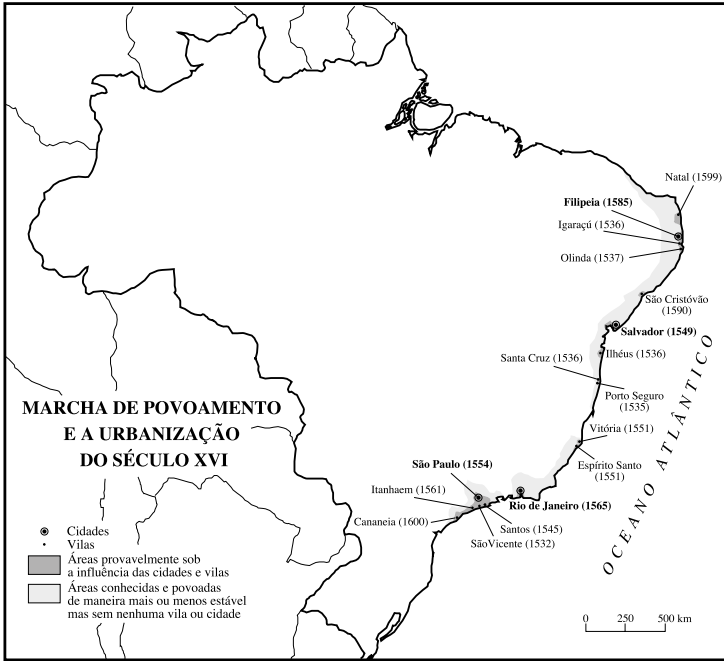 Natal (1599)
Filipeia (1585)
Igaraçú (1536)
Olinda (1537)
São Cristóvão
(1590)
Salvador (1549)
Ilhéus (1536)
Santa Cruz (1536)
Porto Seguro
(1535)
MARCHA DE POVOAMENTO
E A URBANIZAÇÃO
DO SÉCULO XVI
Vitória (1551)
Espírito Santo
(1551)
São Paulo (1554)
Itanhaem (1561)
Cananeia (1600)
Rio de Janeiro (1565)
Santos (1545)
SãoVicente (1532)
OCEANO ATLÂNTICO
Cidades
Vilas
Áreas provavelmente sob
a influência das cidades e vilas
Áreas conhecidas e povoadas
de maneira mais ou menos estável
mas sem nenhuma vila ou cidade
0 250 500 km